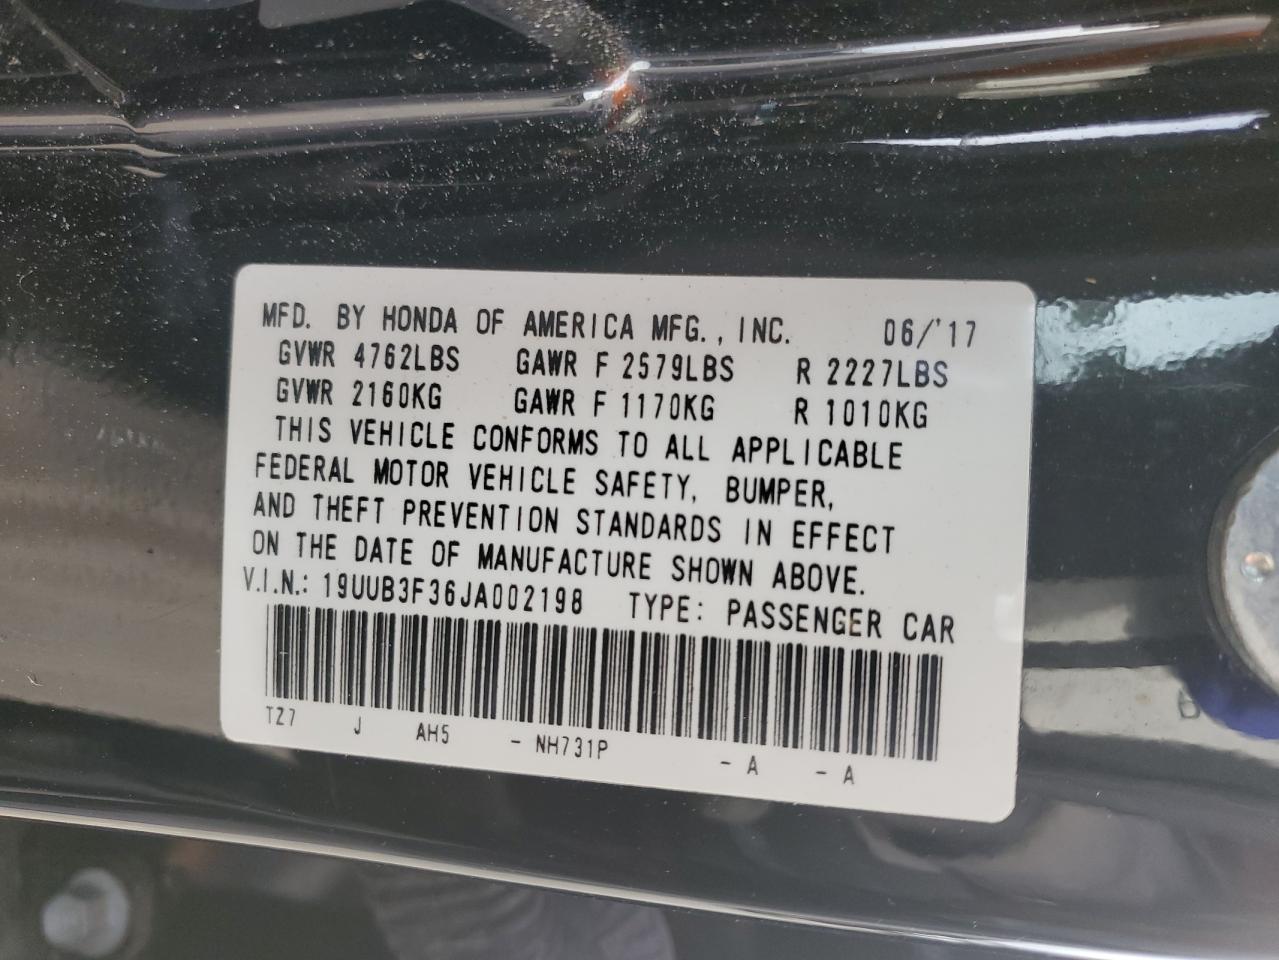 MFD. BY HONDA OF AMERICA MFG., INC. 06/'17
GVWR 4762LBS GAWR F 2579LBS R 2227LBS
GVWR 2160KG GAWR F 1170KG R 1010KG
THIS VEHICLE CONFORMS TO ALL APPLICABLE
FEDERAL MOTOR VEHICLE SAFETY, BUMPER,
AND THEFT PREVENTION STANDARDS IN EFFECT
ON THE DATE OF MANUFACTURE SHOWN ABOVE.
V.I.N.: 19UUB3F36JA002198 TYPE: PASSENGER CAR
TZ7 J AH5 - NH731P - A - A